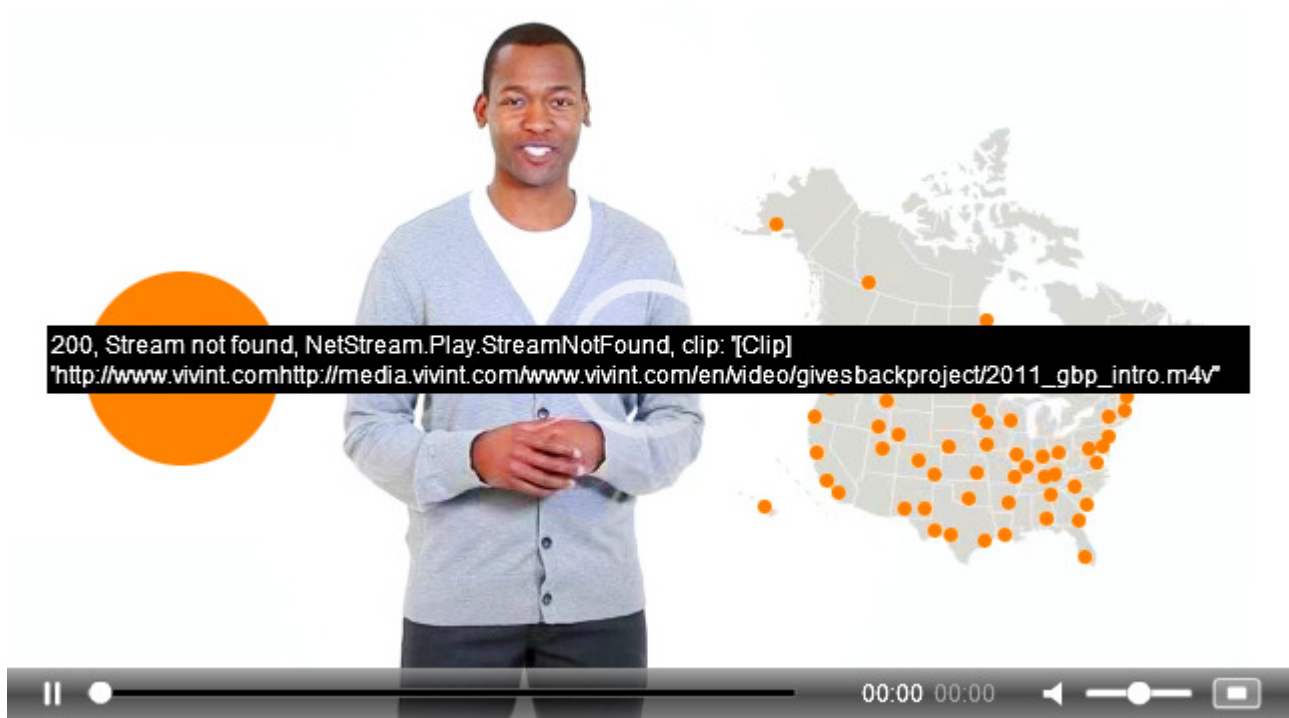 200, Stream not found, NetStream.Play.StreamNotFound, clip: '[Clip]
'http://www.vivint.comhttp://media.vivint.com/www.vivint.com/en/video/givesbackproject/2011_gbp_intro.m4v'"
00:00 00:00